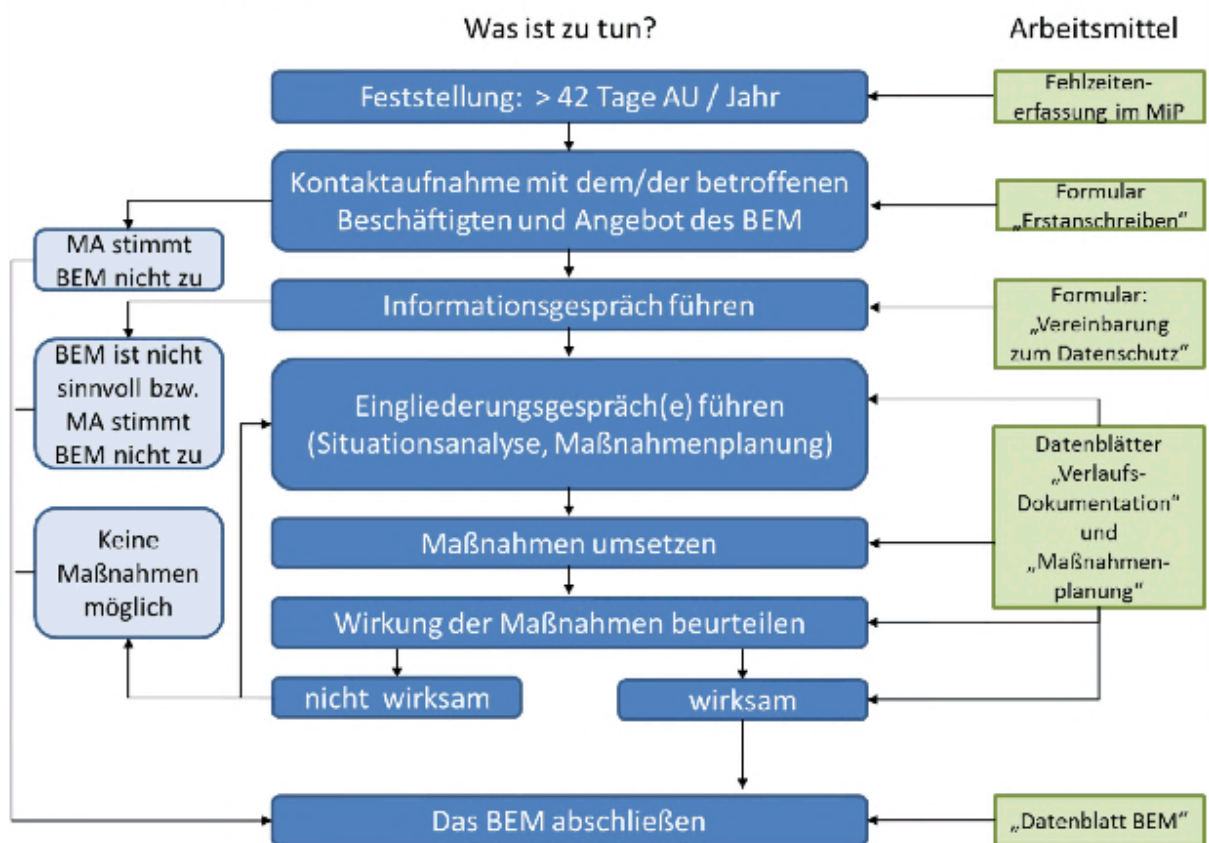 Was ist zu tun?
Arbeitsmittel
Feststellung: > 42 Tage AU / Jahr
Fehlzeiten-
erfassung im MiP
Kontaktaufnahme mit dem/der betroffenen
Beschäftigten und Angebot des BEM
Formular
„Erstanschreiben“
MA stimmt
BEM nicht zu
Informationsgespräch führen
Formular:
„Vereinbarung
zum Datenschutz“
BEM ist nicht
sinnvoll bzw.
MA stimmt
BEM nicht zu
Eingliederungsgespräch(e) führen
(Situationsanalyse, Maßnahmenplanung)
Datenblätter
„Verlaufs-
Dokumentation“
und
„Maßnahmen-
planung“
Keine
Maßnahmen
möglich
Maßnahmen umsetzen
Wirkung der Maßnahmen beurteilen
nicht wirksam
wirksam
Das BEM abschließen
„Datenblatt BEM“